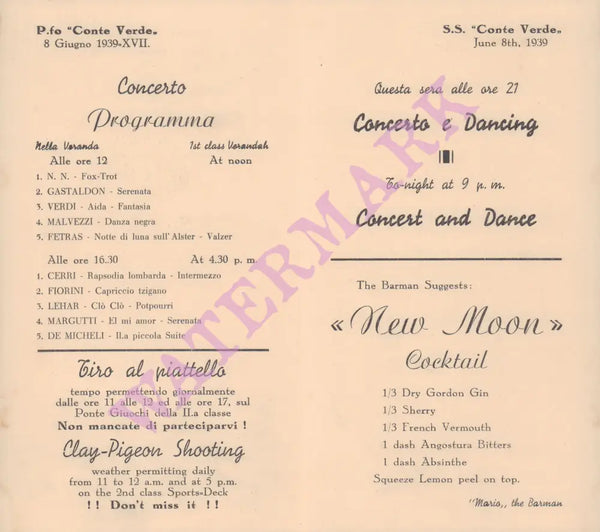 P.fo "Conte Verde„
8 Giugno 1939-XVII.
Concerto
Programma
Nella Veranda 1st class Verandah
Alle ore 12 At noon
1. N. N. - Fox-Trot
2. GASTALDON - Serenata
3. VERDI - Aida - Fantasia
4. MALVEZZI - Danza negra
5. FETRAS - Notte di luna sull'Alster - Valzer
Alle ore 16.30 At 4.30 p. m.
1. CERRI - Rapsodia lombarda - Intermezzo
2. FIORINI - Capriccio tzigano
3. LEHAR - Clò Clò - Potpourri
4. MARGUTTI - El mi amor - Serenata
5. DE MICHELI - II.a piccola Suite
Tiro al piattello
tempo permettendo giornalmente
dalle ore 11 alle 12 ed alle ore 17, sul
Ponte Giuochi della II.a classe
Non mancate di parteciparvi !
Clay-Pigeon Shooting
weather permitting daily
from 11 to 12 a.m. and at 5 p.m.
on the 2nd class Sports-Deck
! ! Don't miss it ! !
S.S. "Conte Verde„
June 8th, 1939
Questa sera alle ore 21
Concerto e Dancing
To-night at 9 p. m.
Concert and Dance
The Barman Suggests:
« New Moon »
Cocktail
1/3 Dry Gordon Gin
1/3 Sherry
1/3 French Vermouth
1 dash Angostura Bitters
1 dash Absinthe
Squeeze Lemon peel on top.
"Maris„ the Barman
WATERMARK